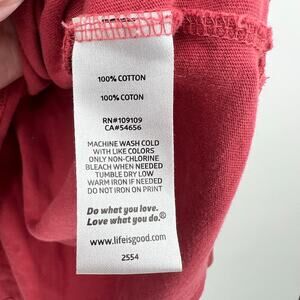 100% COTTON
100% COTON
RN#109109
CA#54656
MACHINE WASH COLD
WITH LIKE COLORS
ONLY NON-CHLORINE
BLEACH WHEN NEEDED
TUMBLE DRY LOW
WARM IRON IF NEEDED
DO NOT IRON ON PRINT
Do what you love.
Love what you do.®
www.lifeisgood.com
2554